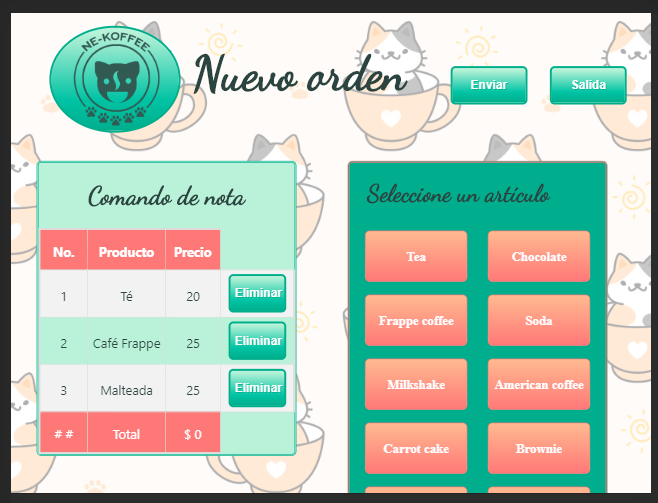 NE-KOFFEE
Nuevo orden
Enviar
Salida
Comando de nota
No. Producto Precio
1 Té 20 Eliminar
2 Café Frappe 25 Eliminar
3 Malteada 25 Eliminar
# # Total $ 0
Seleccione un artículo
Tea Chocolate
Frappe coffee Soda
Milkshake American coffee
Carrot cake Brownie